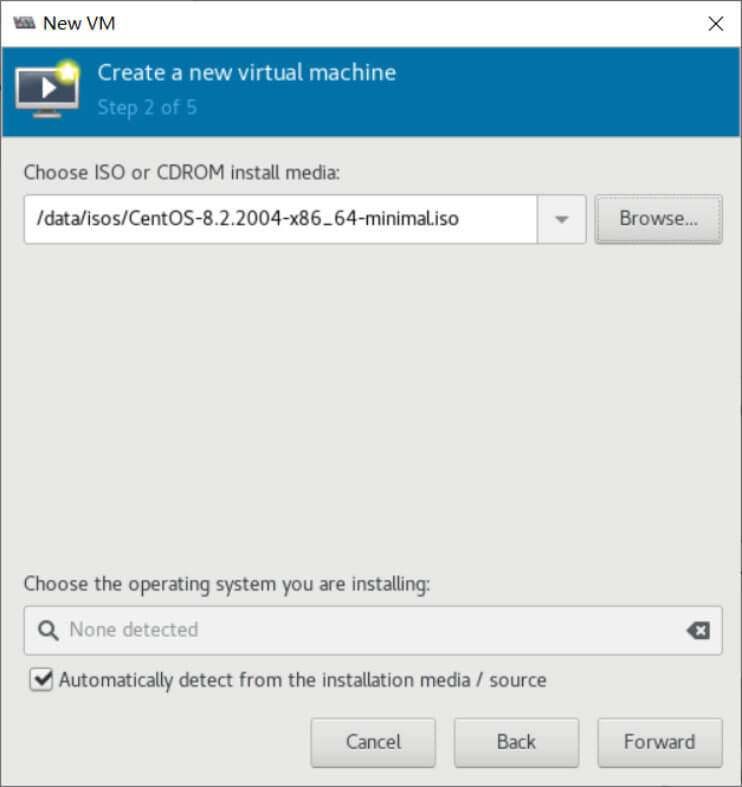 New VM
Create a new virtual machine
Step 2 of 5
Choose ISO or CDROM install media:
/data/isos/CentOS-8.2.2004-x86_64-minimal.iso
Browse...
Choose the operating system you are installing:
None detected
Automatically detect from the installation media / source
Cancel Back Forward